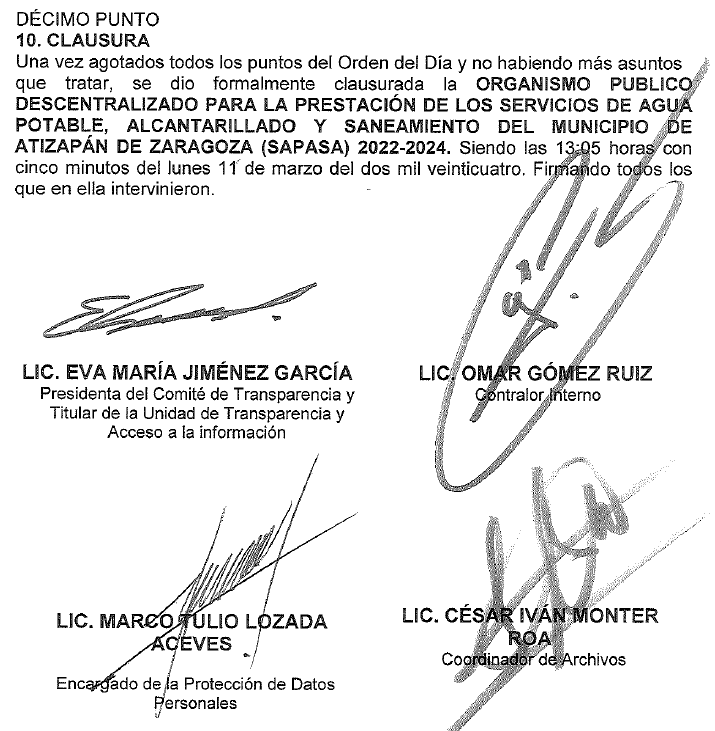 DÉCIMO PUNTO
10. CLAUSURA
Una vez agotados todos los puntos del Orden del Día y no habiendo más asuntos
que tratar, se dio formalmente clausurada la ORGANISMO PUBLICO
DESCENTRALIZADO PARA LA PRESTACIÓN DE LOS SERVICIOS DE AGUA
POTABLE, ALCANTARILLADO Y SANEAMIENTO DEL MUNICIPIO DE
ATIZAPÁN DE ZARAGOZA (SAPASA) 2022-2024. Siendo las 13:05 horas con
cinco minutos del lunes 11 de marzo del dos mil veinticuatro. Firmando todos los
que en ella intervinieron.
LIC. EVA MARÍA JIMÉNEZ GARCÍA
Presidenta del Comité de Transparencia y
Titular de la Unidad de Transparencia y
Acceso a la información
LIC. OMAR GÓMEZ RUIZ
Contralor Interno
LIC. MARCO TULIO LOZADA
ACEVES
Encargado de la Protección de Datos
Personales
LIC. CÉSAR IVÁN MONTER
ROA
Coordinador de Archivos